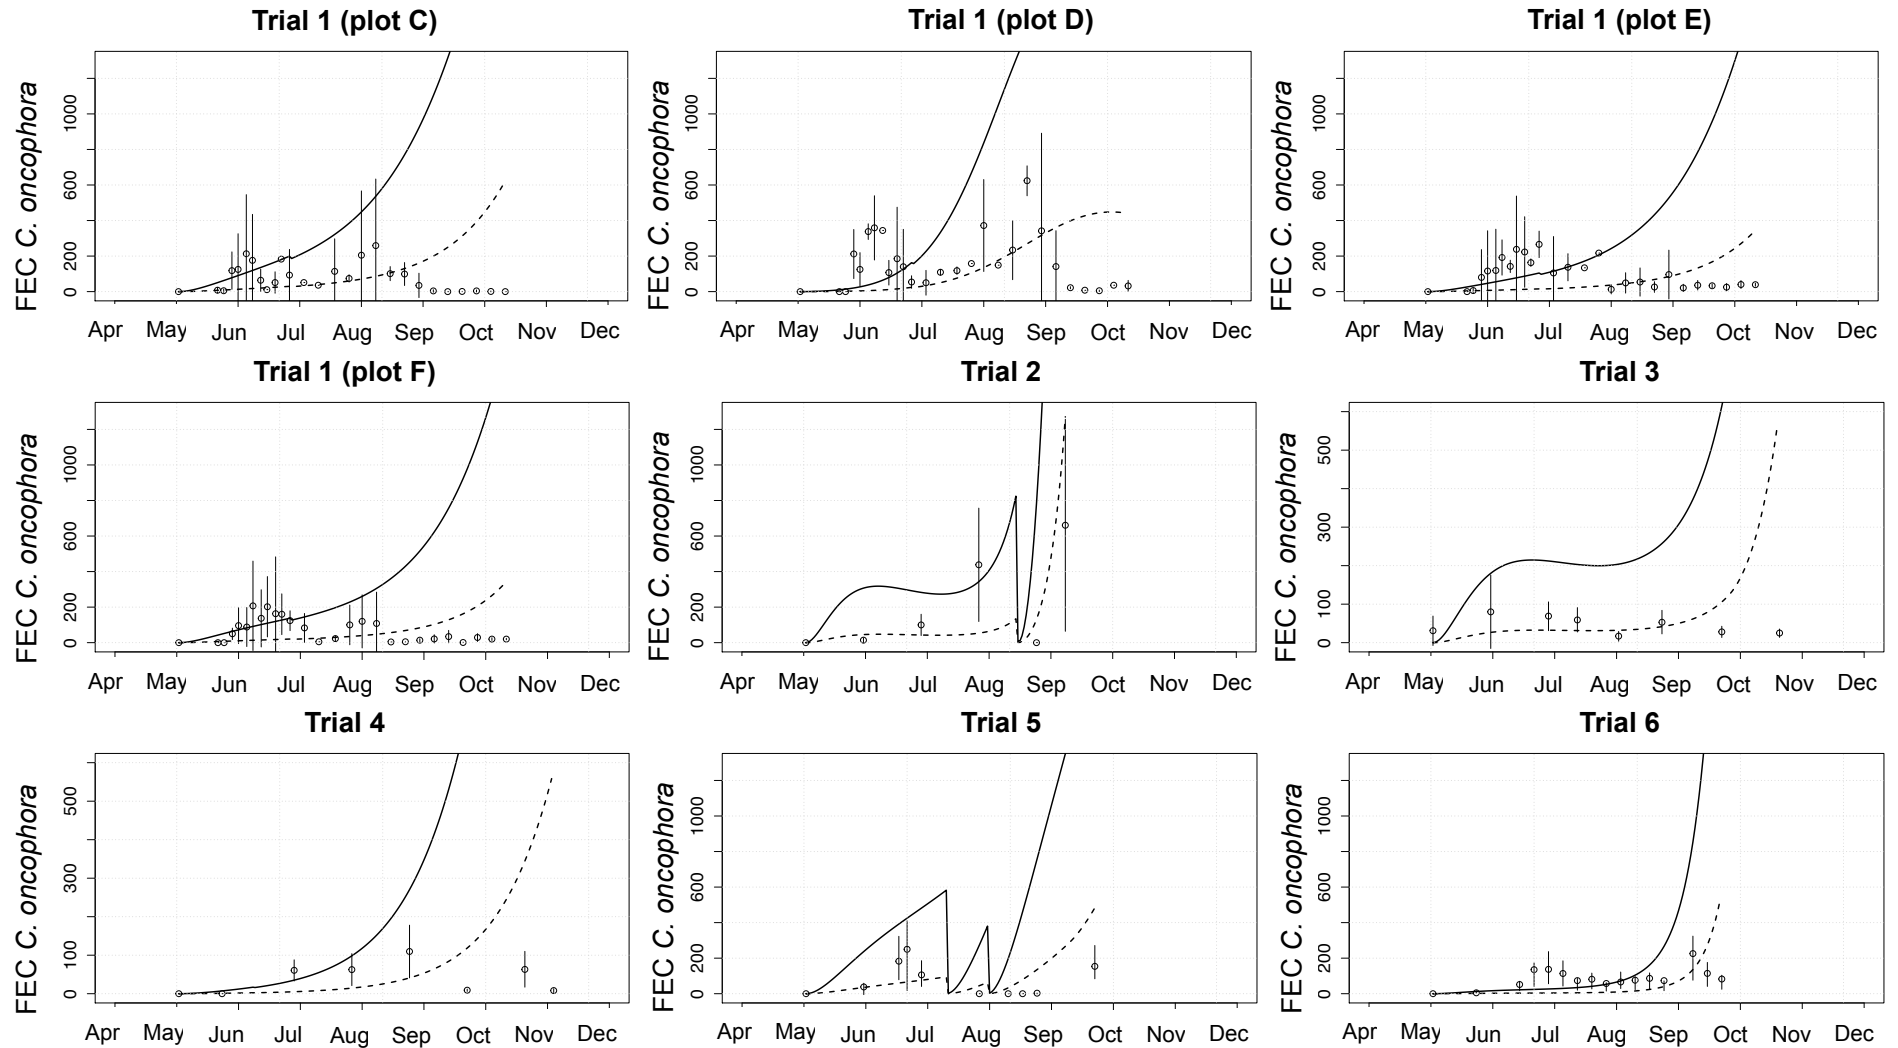 Trial 1 (plot C)
FEC C. oncophora
0 200 600 1000
Apr May Jun Jul Aug Sep Oct Nov Dec
Trial 1 (plot D)
FEC C. oncophora
0 200 600 1000
Apr May Jun Jul Aug Sep Oct Nov Dec
Trial 1 (plot E)
FEC C. oncophora
0 200 600 1000
Apr May Jun Jul Aug Sep Oct Nov Dec
Trial 1 (plot F)
FEC C. oncophora
0 200 600 1000
Apr May Jun Jul Aug Sep Oct Nov Dec
Trial 2
FEC C. oncophora
0 200 600 1000
Apr May Jun Jul Aug Sep Oct Nov Dec
Trial 3
FEC C. oncophora
0 100 300 500
Apr May Jun Jul Aug Sep Oct Nov Dec
Trial 4
FEC C. oncophora
0 100 300 500
Apr May Jun Jul Aug Sep Oct Nov Dec
Trial 5
FEC C. oncophora
0 200 600 1000
Apr May Jun Jul Aug Sep Oct Nov Dec
Trial 6
FEC C. oncophora
0 200 600 1000
Apr May Jun Jul Aug Sep Oct Nov Dec